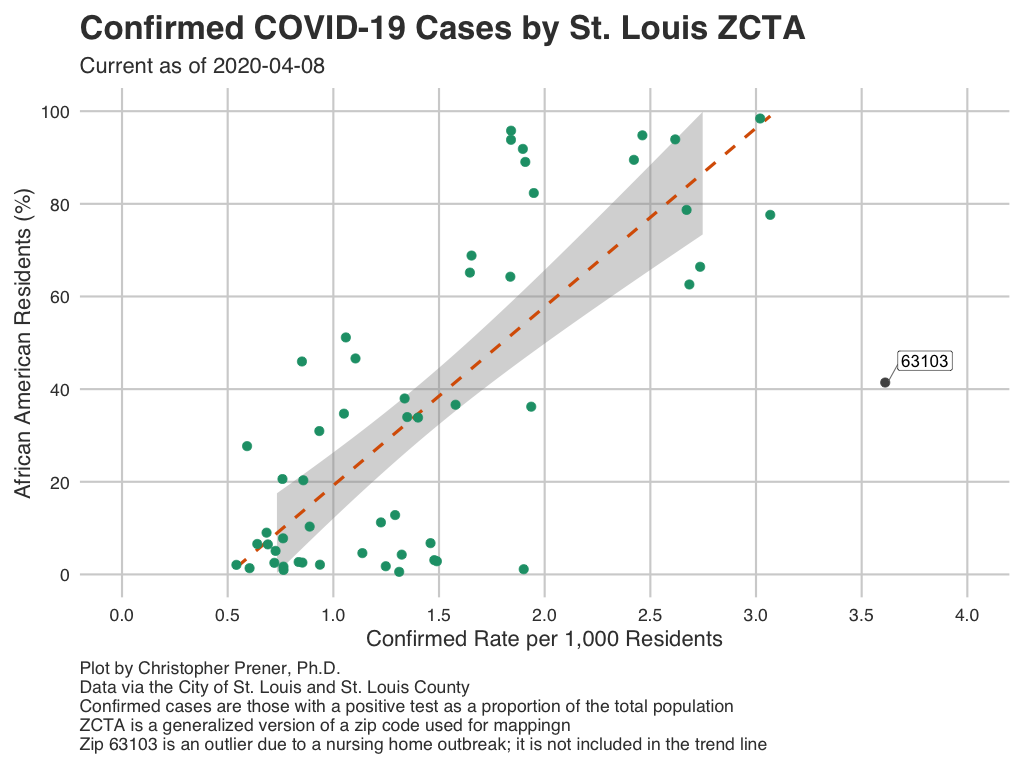 Confirmed COVID-19 Cases by St. Louis ZCTA
Current as of 2020-04-08
African American Residents (%)
100
80
60
40
20
0
63103
0.0 0.5 1.0 1.5 2.0 2.5 3.0 3.5 4.0
Confirmed Rate per 1,000 Residents
Plot by Christopher Prener, Ph.D.
Data via the City of St. Louis and St. Louis County
Confirmed cases are those with a positive test as a proportion of the total population
ZCTA is a generalized version of a zip code used for mappingn
Zip 63103 is an outlier due to a nursing home outbreak; it is not included in the trend line